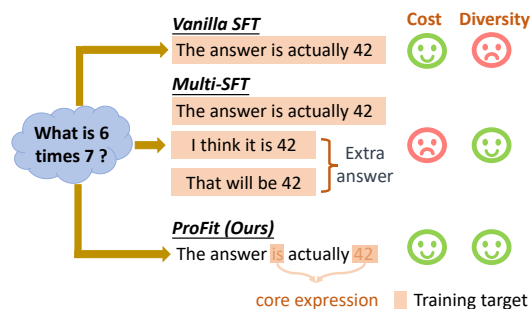 Cost Diversity
Vanilla SFT
The answer is actually 42
Multi-SFT
The answer is actually 42
What is 6
times 7 ?
I think it is 42
That will be 42
Extra
answer
ProFit (Ours)
The answer is actually 42
core expression
Training target